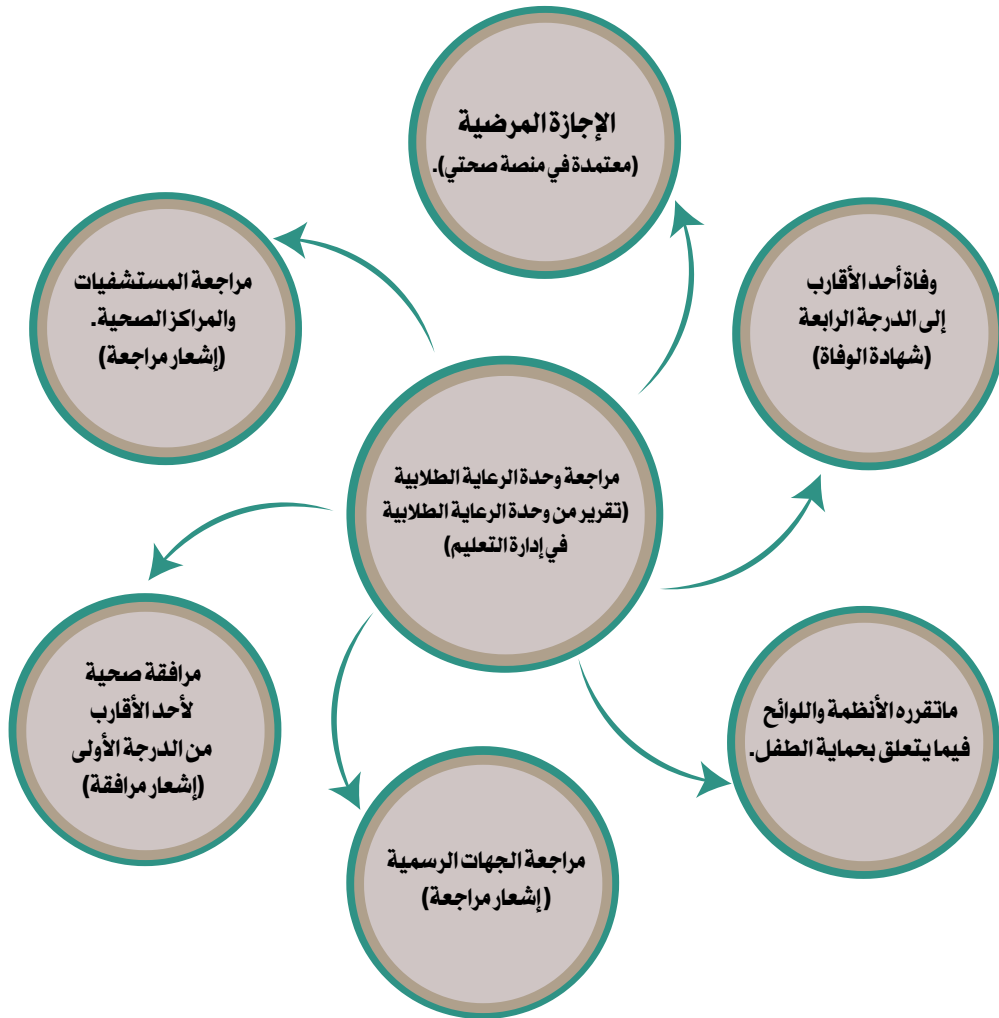 الإجازة المرضية
(معتمدة في منصة صحتي).
وفاة أحد الأقارب
إلى الدرجة الرابعة
(شهادة الوفاة)
مراجعة المستشفيات
والمراكز الصحية.
(إشعار مراجعة)
مراجعة وحدة الرعاية الطلابية
(تقرير من وحدة الرعاية الطلابية
في إدارة التعليم)
ماتقرره الأنظمة واللوائح
فيما يتعلق بحماية الطفل.
مرافقة صحية
لأحد الأقارب
من الدرجة الأولى
(إشعار مرافقة)
مراجعة الجهات الرسمية
(إشعار مراجعة)